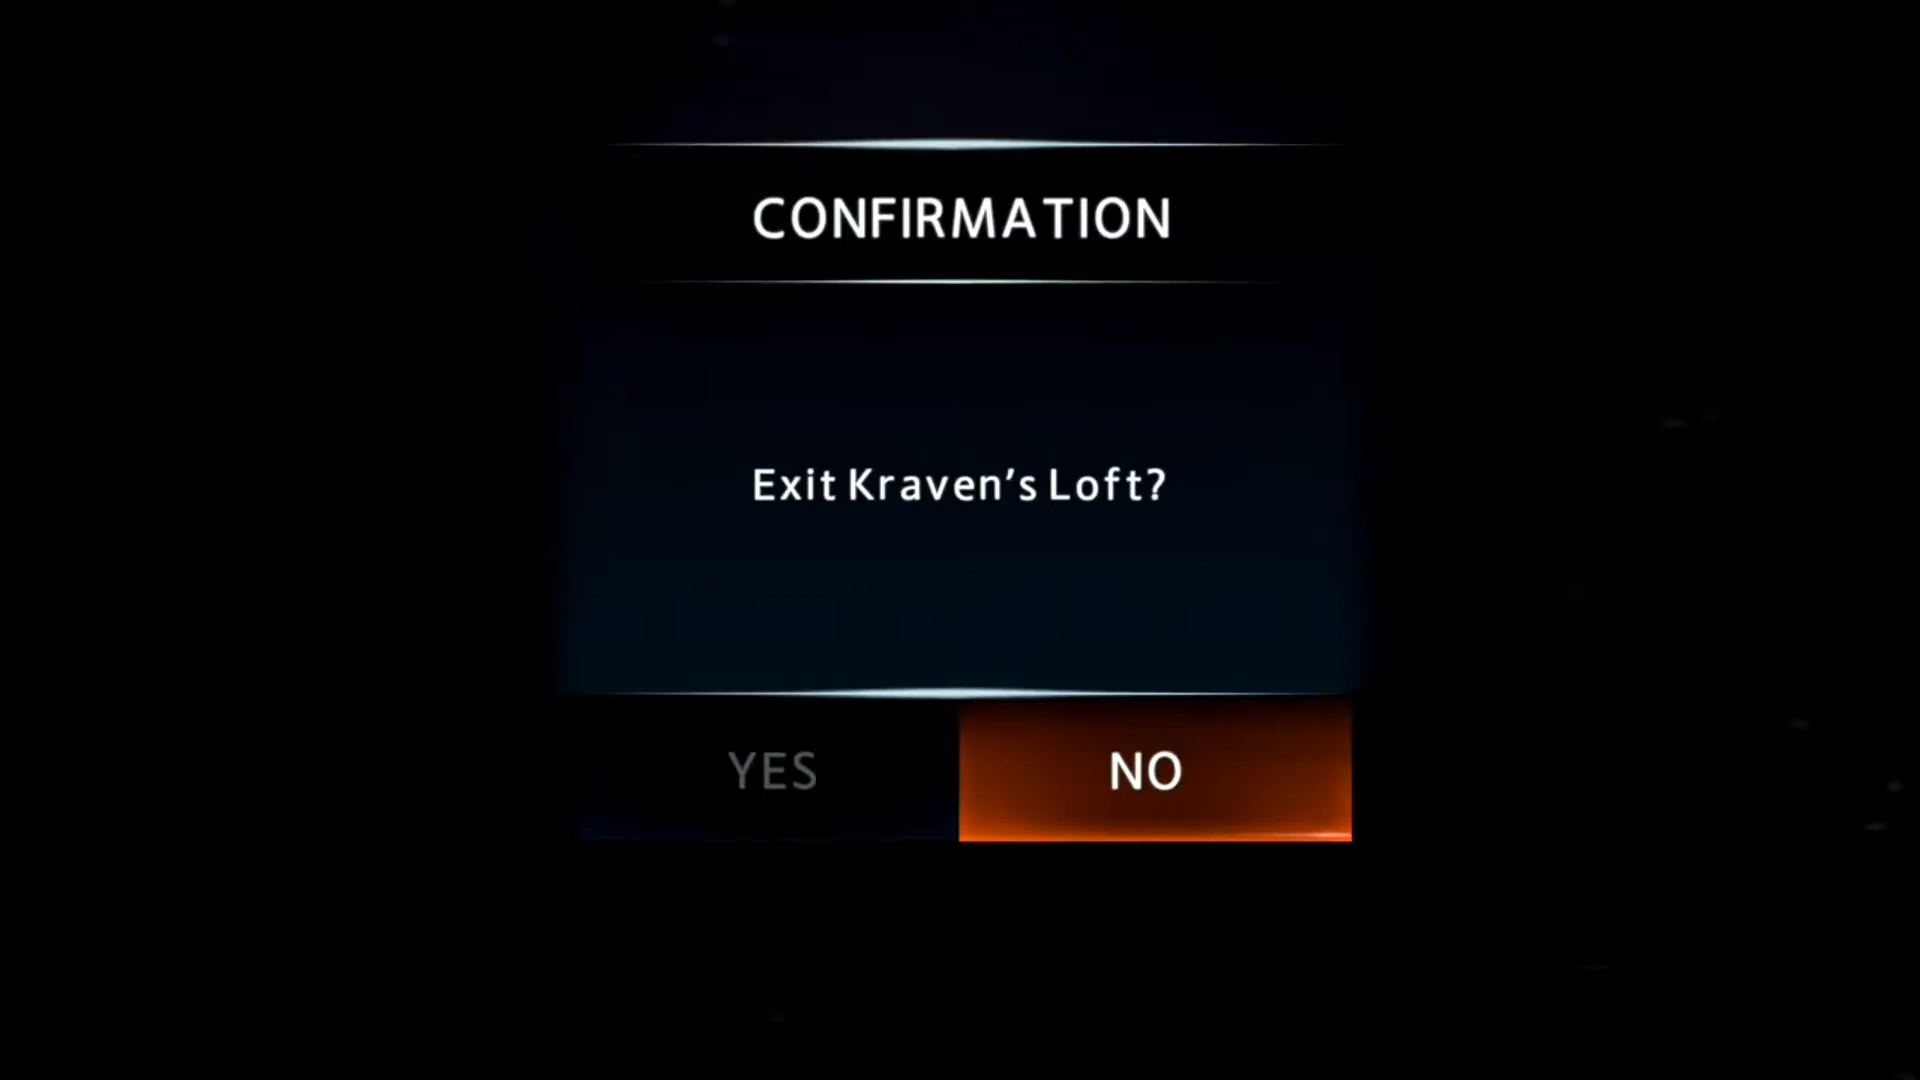 CONFIRMATION
Exit Kraven’s Loft?
YES
NO